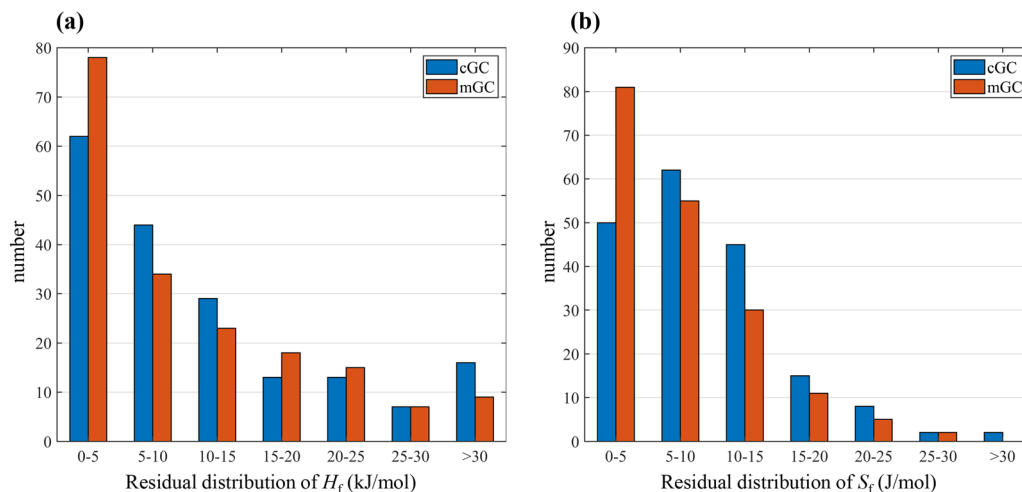 (a)
80
70
60
50
40
30
20
10
0
number
cGC
mGC
0-5 5-10 10-15 15-20 20-25 25-30 >30
Residual distribution of Hf (kJ/mol)
(b)
90
80
70
60
50
40
30
20
10
0
number
cGC
mGC
0-5 5-10 10-15 15-20 20-25 25-30 >30
Residual distribution of Sf (J/mol)